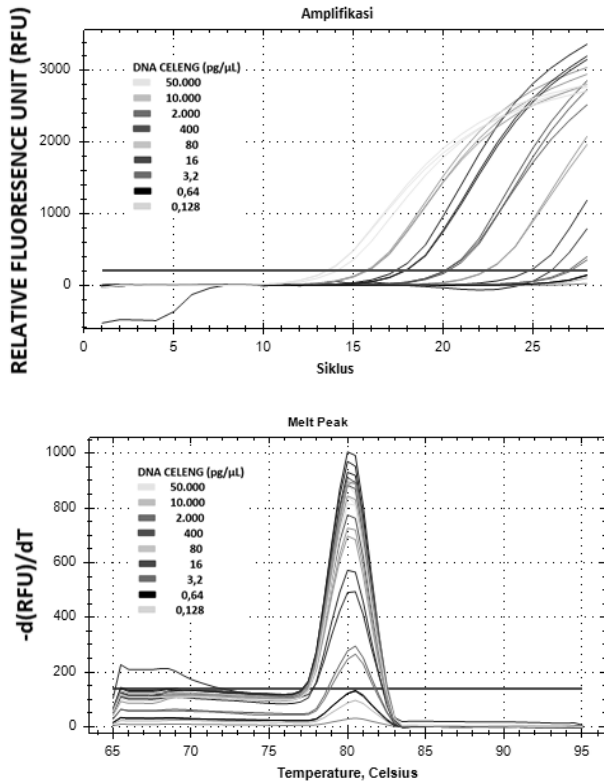 Amplifikasi
RELATIVE FLUORESENCE UNIT (RFU)
3000
2000
1000
0
DNA CELENG (pg/µL)
50.000
10.000
2.000
400
80
16
3,2
0,64
0,128
0 5 10 15 20 25
Siklus
Melt Peak
-d(RFU)/dT
1000
800
600
400
200
0
DNA CELENG (pg/µL)
50.000
10.000
2.000
400
80
16
3,2
0,64
0,128
65 70 75 80 85 90 95
Temperature, Celsius